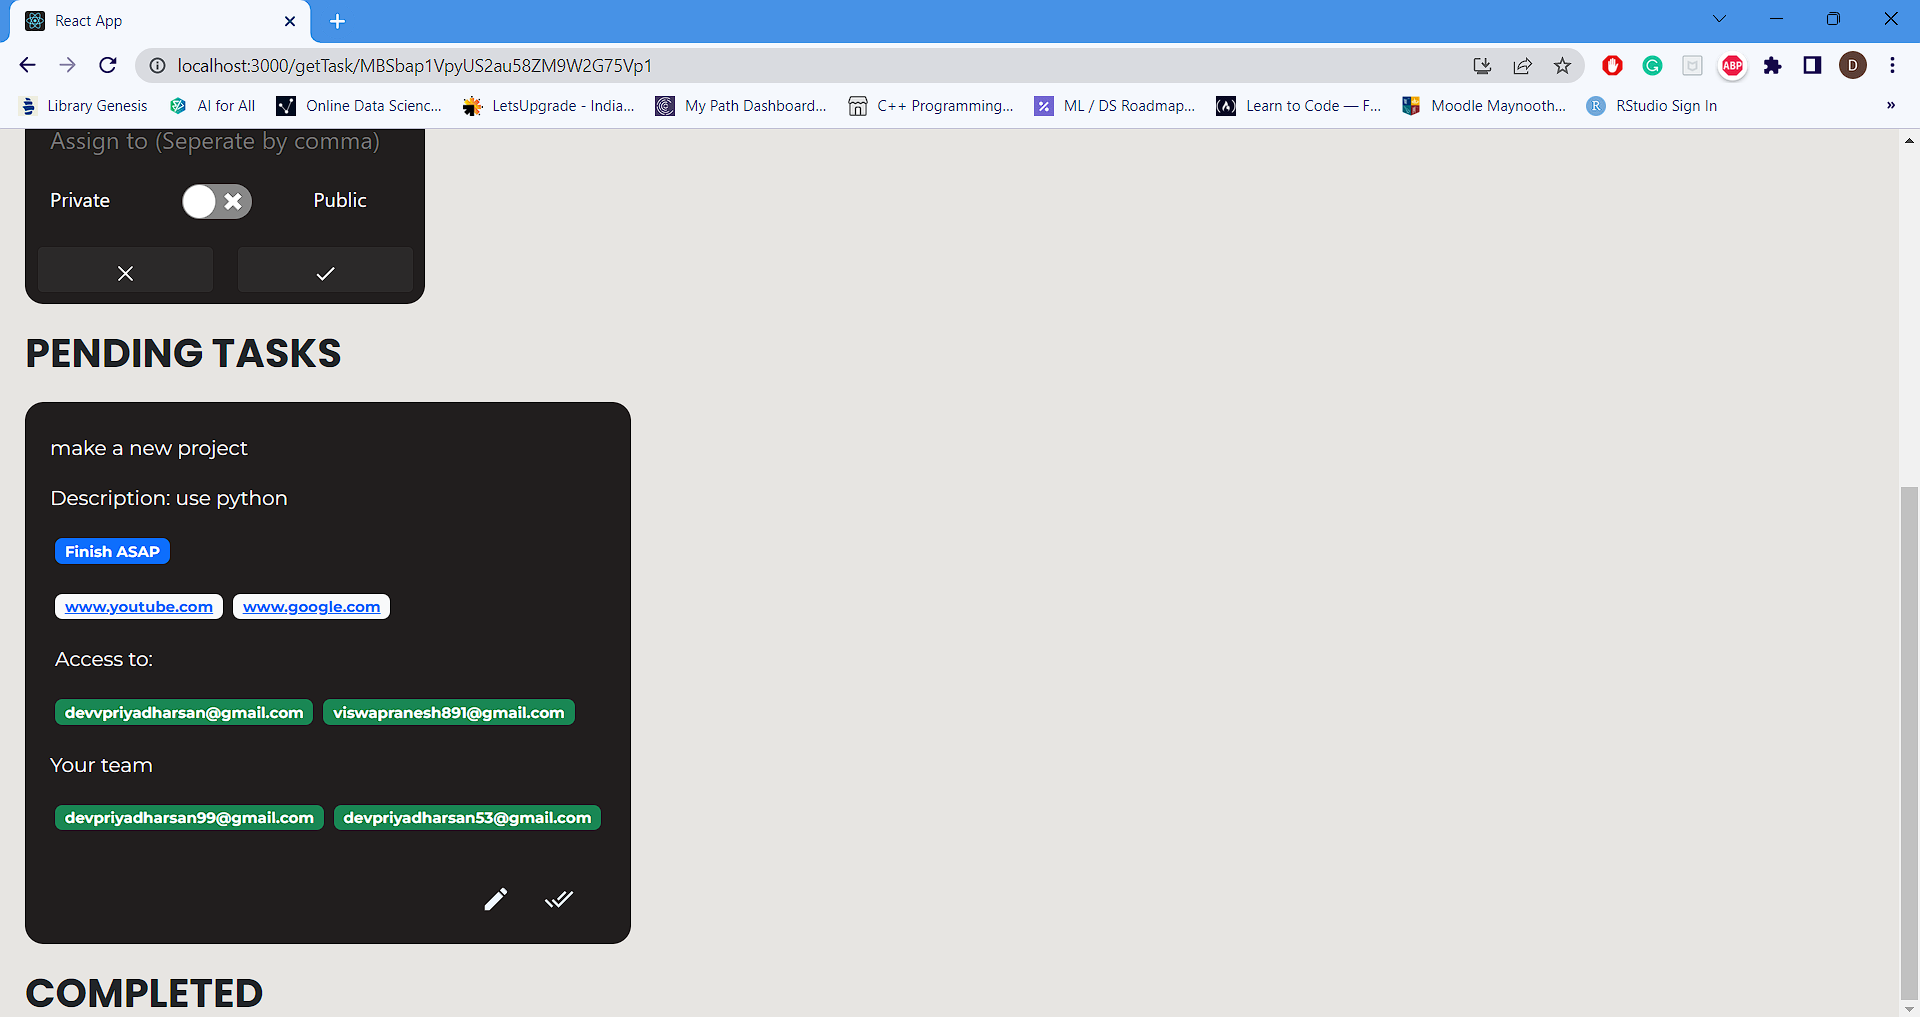 React App
localhost:3000/getTask/MBSbap1VpyUS2au58ZM9W2G75Vp1
ABP
D
Library Genesis AI for All Online Data Scienc... LetsUpgrade - India... My Path Dashboard... C++ Programming... ML / DS Roadmap... Learn to Code — F... Moodle Maynooth... R RStudio Sign In »
Assign to (Seperate by comma)
Private Public
PENDING TASKS
make a new project
Description: use python
Finish ASAP
www.youtube.com www.google.com
Access to:
devvpriyadharsan@gmail.com viswapranesh891@gmail.com
Your team
devpriyadharsan99@gmail.com devpriyadharsan53@gmail.com
COMPLETED